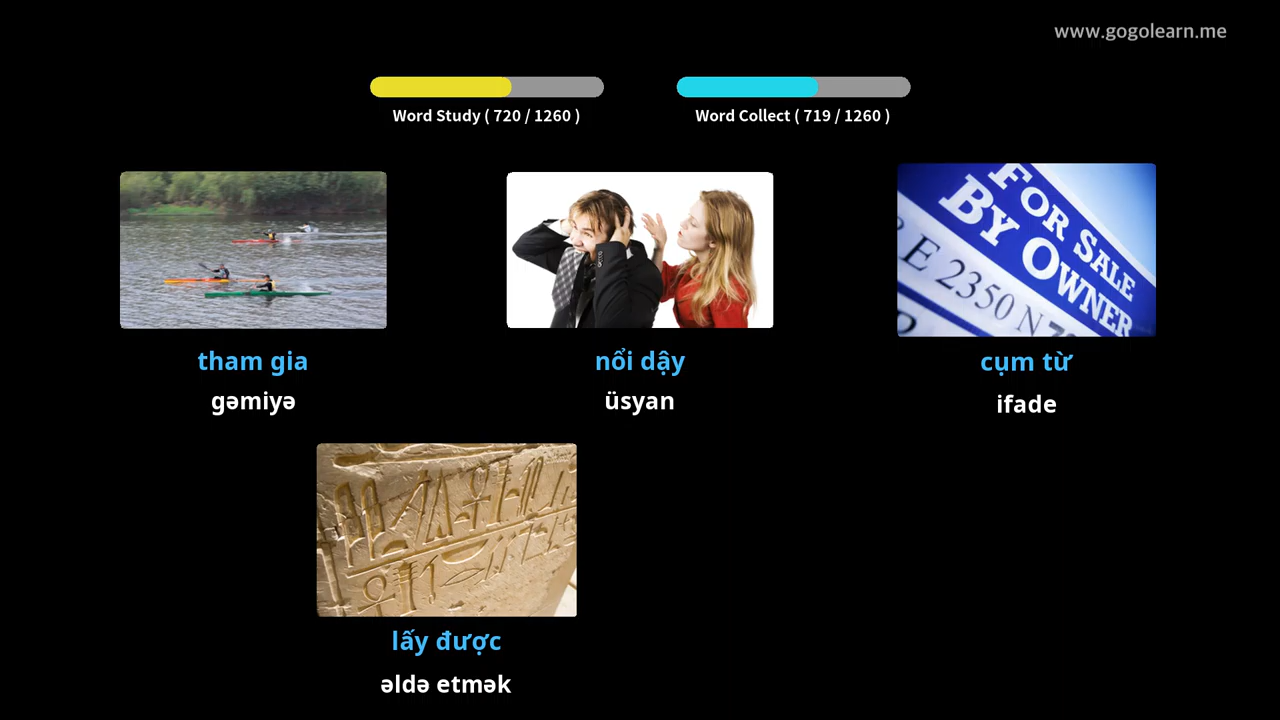 www.gogolearn.me
Word Study ( 720 / 1260 )
Word Collect ( 719 / 1260 )
FOR SALE
BY OWNER
E 2350 N
tham gia
nổi dậy
cụm từ
gəmiyə
üsyan
ifade
lấy được
əldə etmək